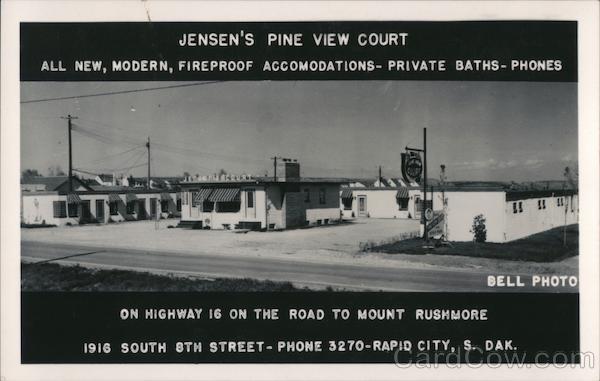 JENSEN'S PINE VIEW COURT
ALL NEW, MODERN, FIREPROOF ACCOMODATIONS- PRIVATE BATHS- PHONES
BELL PHOTO
ON HIGHWAY 16 ON THE ROAD TO MOUNT RUSHMORE
1916 SOUTH 8TH STREET- PHONE 3270-RAPID CITY, S. DAK.
CardCow.com